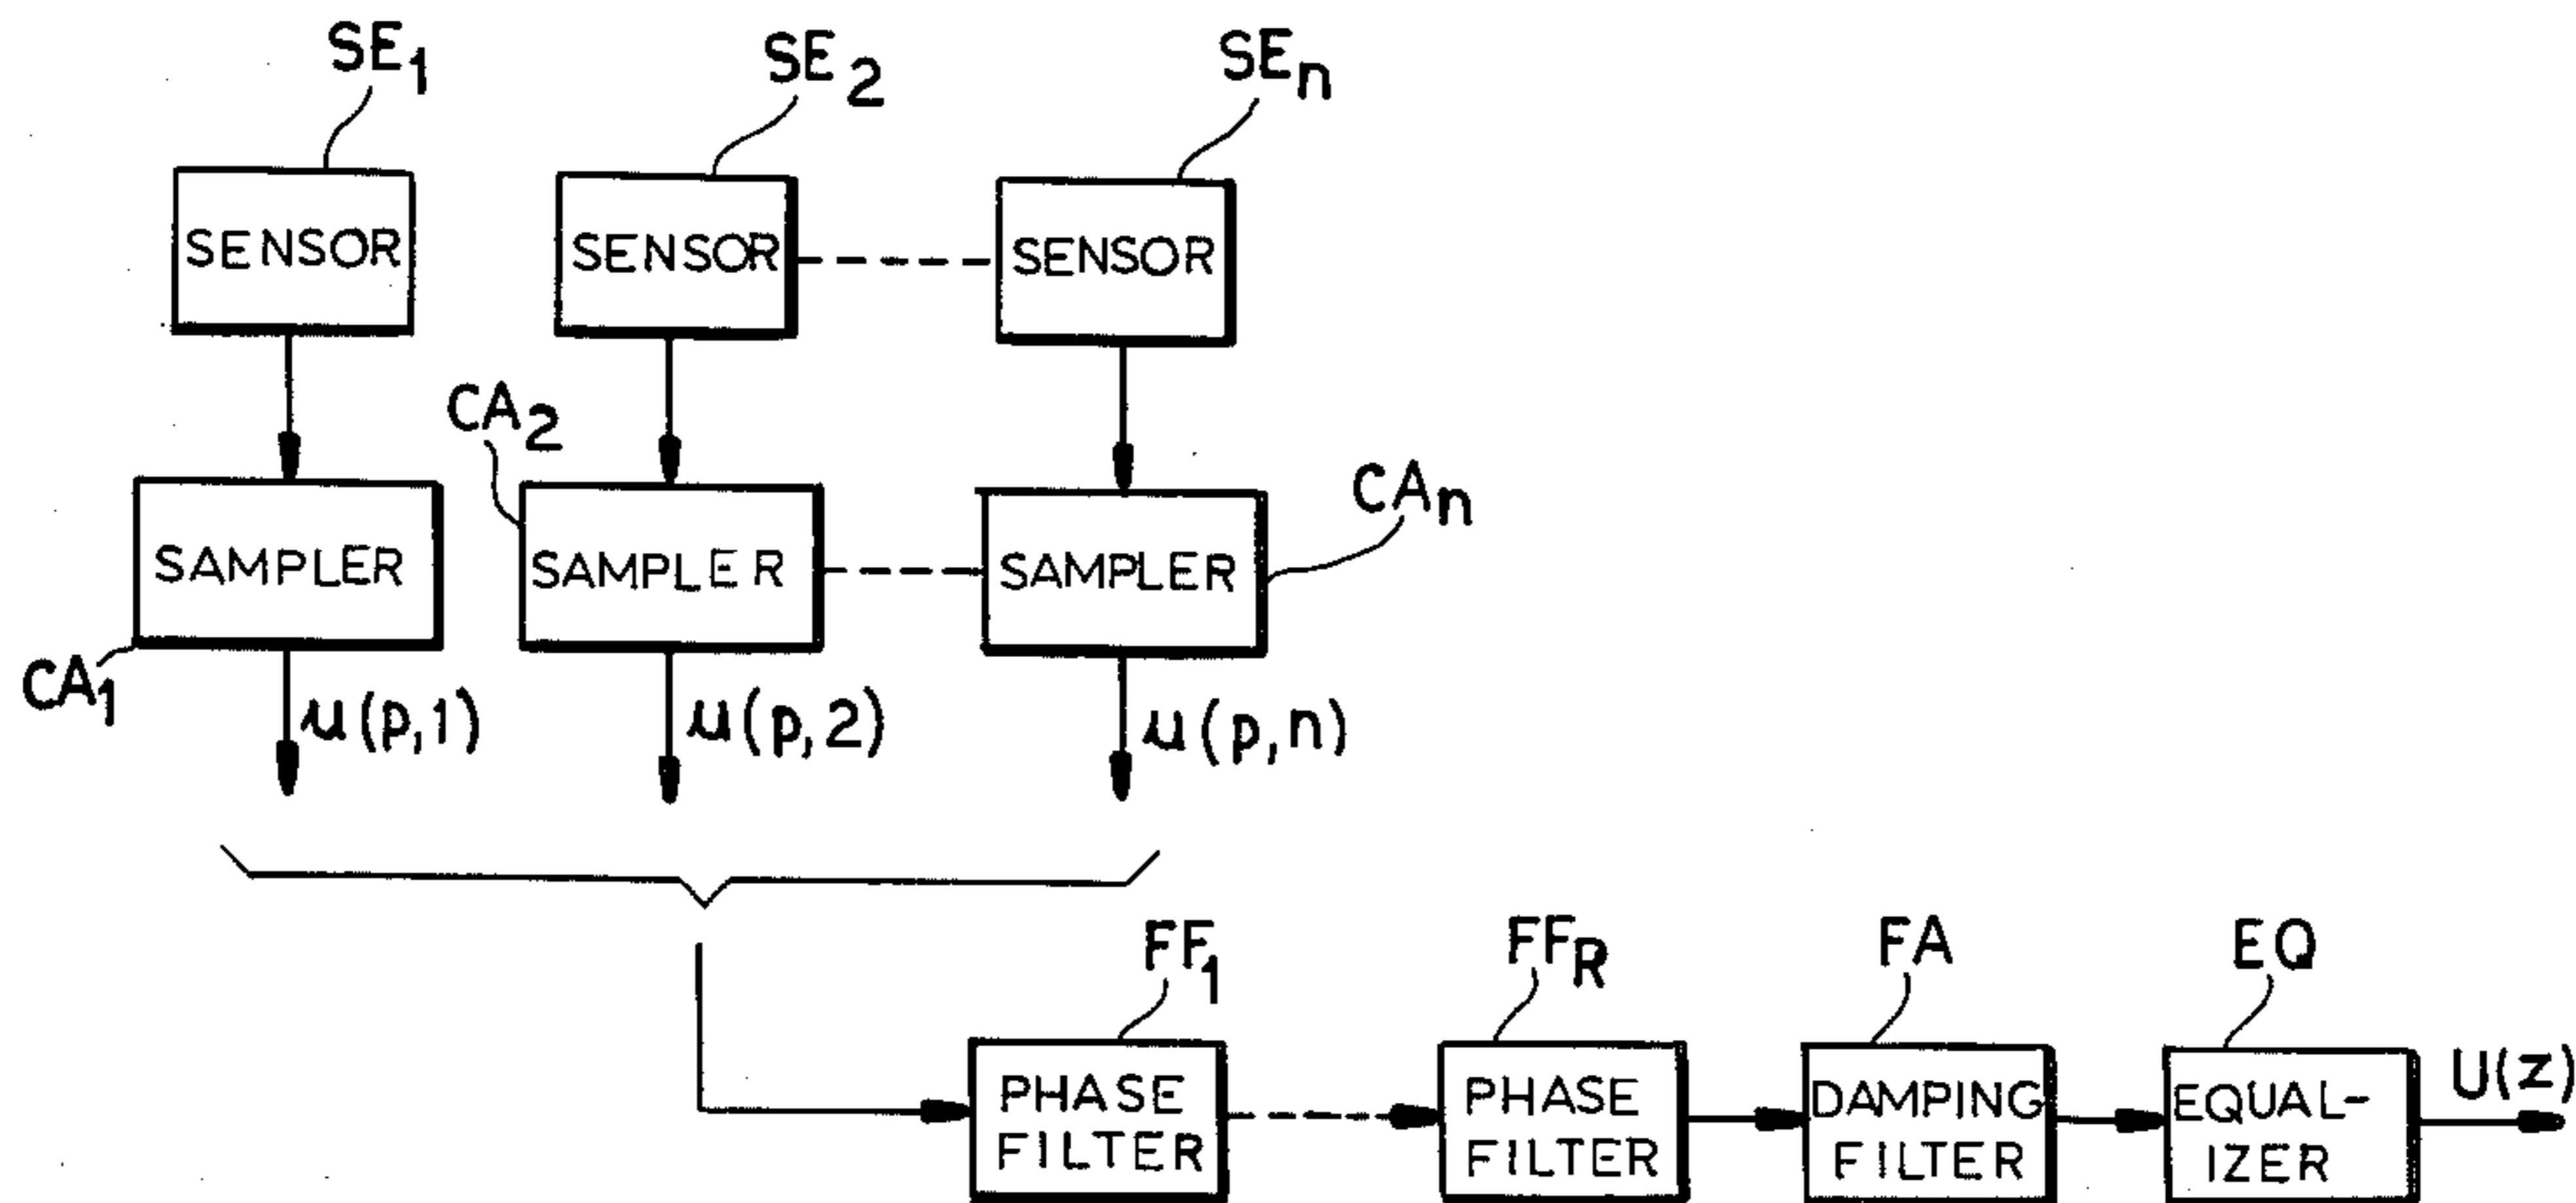 SE1 SE2 SEn
SENSOR SENSOR SENSOR
CA2 CAn
SAMPLER SAMPLER SAMPLER
CA1
u(p,1) u(p,2) u(p,n)
FF1 FFR FA EQ
PHASE FILTER
PHASE FILTER
DAMPING FILTER
EQUAL-
IZER
U(z)